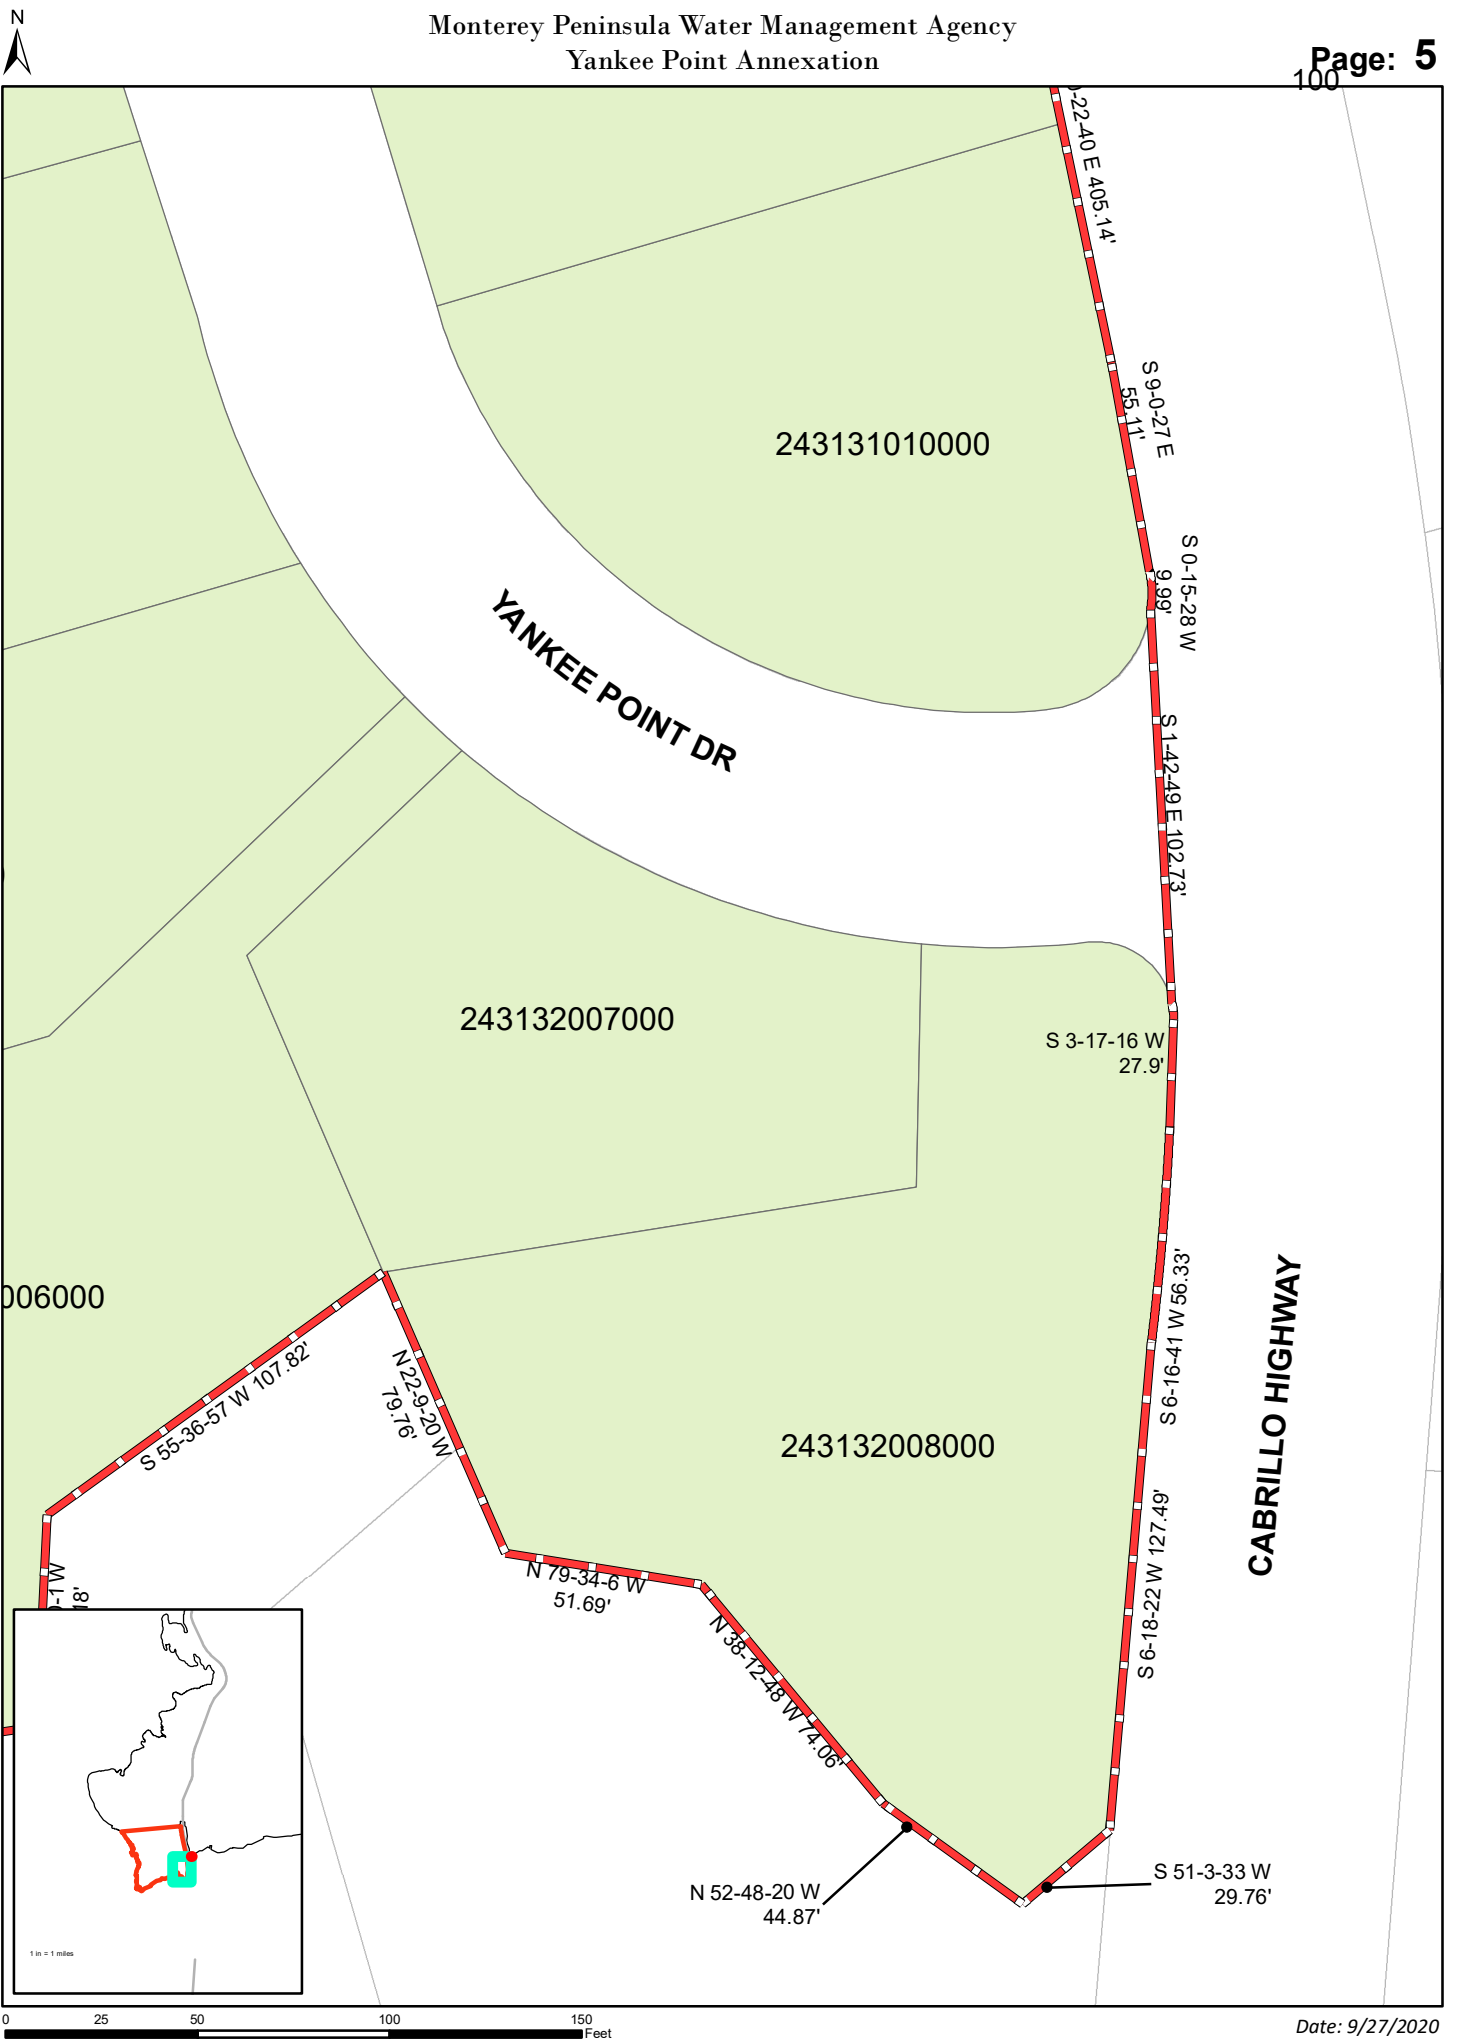 N
Monterey Peninsula Water Management Agency
Yankee Point Annexation
Page: 5
100
-22-40 E 405.14'
S 9-0-27 E
55.11'
243131010000
S 0-15-28 W
9.99'
YANKEE POINT DR
S 1-42-49 E 102.73'
243132007000
S 3-17-16 W
27.9'
006000
S 55-36-57 W 107.82'
N 22-9-20 W
79.76'
S 6-16-41 W 56.33'
CABRILLO HIGHWAY
243132008000
S 6-18-22 W 127.49'
N 79-34-6 W
51.69'
-1 W
18'
N 38-12-48 W 74.06'
N 52-48-20 W
44.87'
S 51-3-33 W
29.76'
1 in = 1 miles
0 25 50 100 150
Feet
Date: 9/27/2020